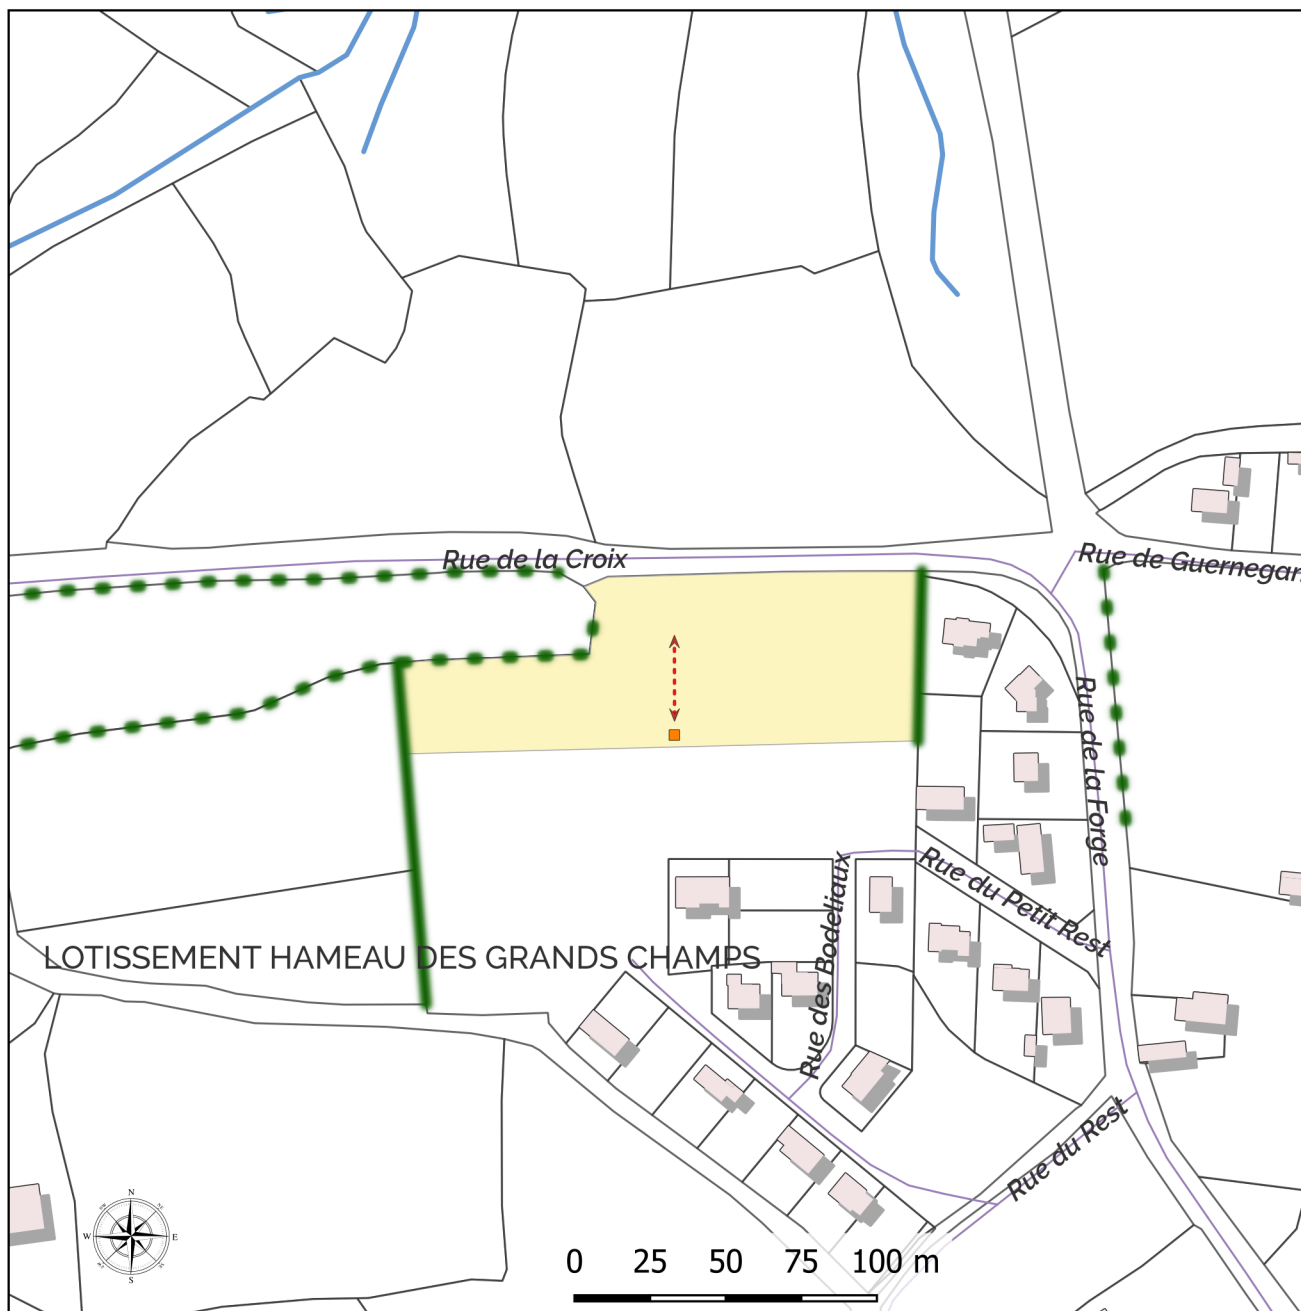 Rue de la Croix
Rue de Guernegan
Rue de la Forge
Rue du Petit Rest
Rue des Bodeliaux
LOTISSEMENT HAMEAU DES GRANDS CHAMPS
Rue du Rest
N
W E
S
0 25 50 75 100 m